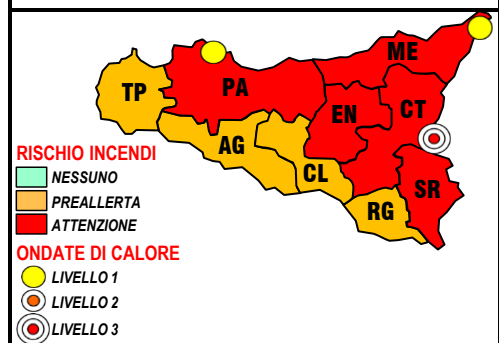 ME
TP
PA
EN
CT
AG
CL
SR
RG
RISCHIO INCENDI
NESSUNO
PREALLERTA
ATTENZIONE
ONDATE DI CALORE
LIVELLO 1
LIVELLO 2
LIVELLO 3